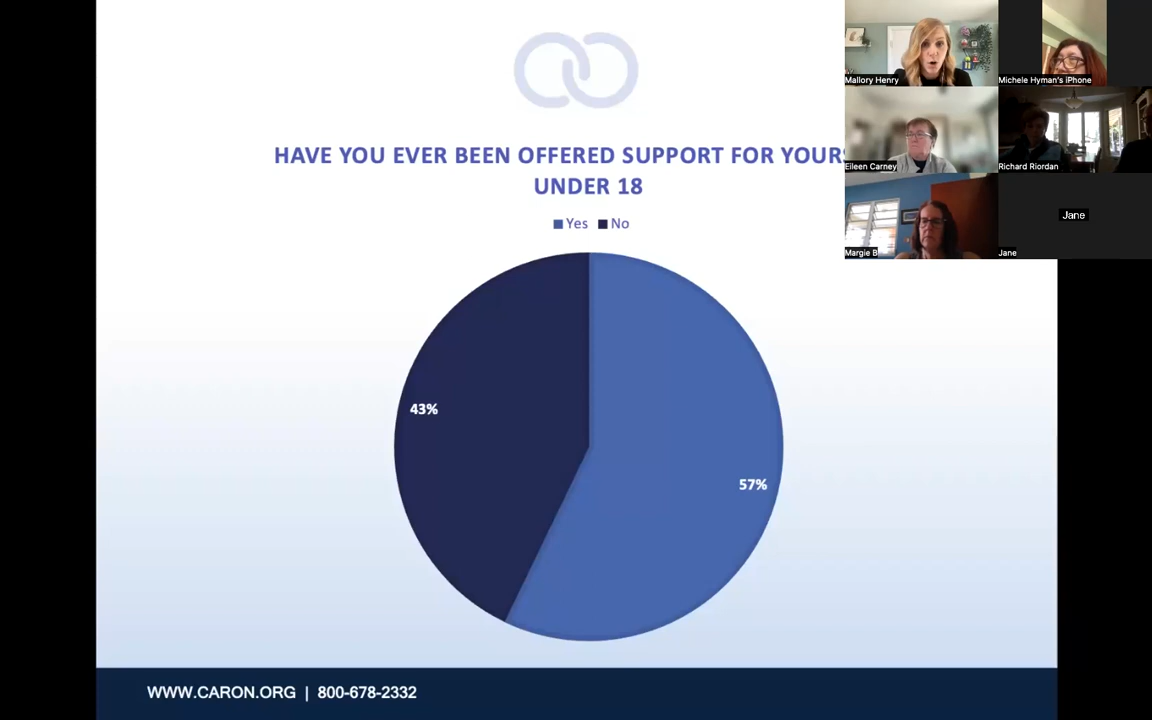 HAVE YOU EVER BEEN OFFERED SUPPORT FOR
UNDER 18
Yes No
43%
57%
WWW.CARON.ORG | 800-678-2332
Mallory Henry
Michele Hyman's iPhone
Eileen Carney
Richard Riordan
Margie B
Jane
Jane